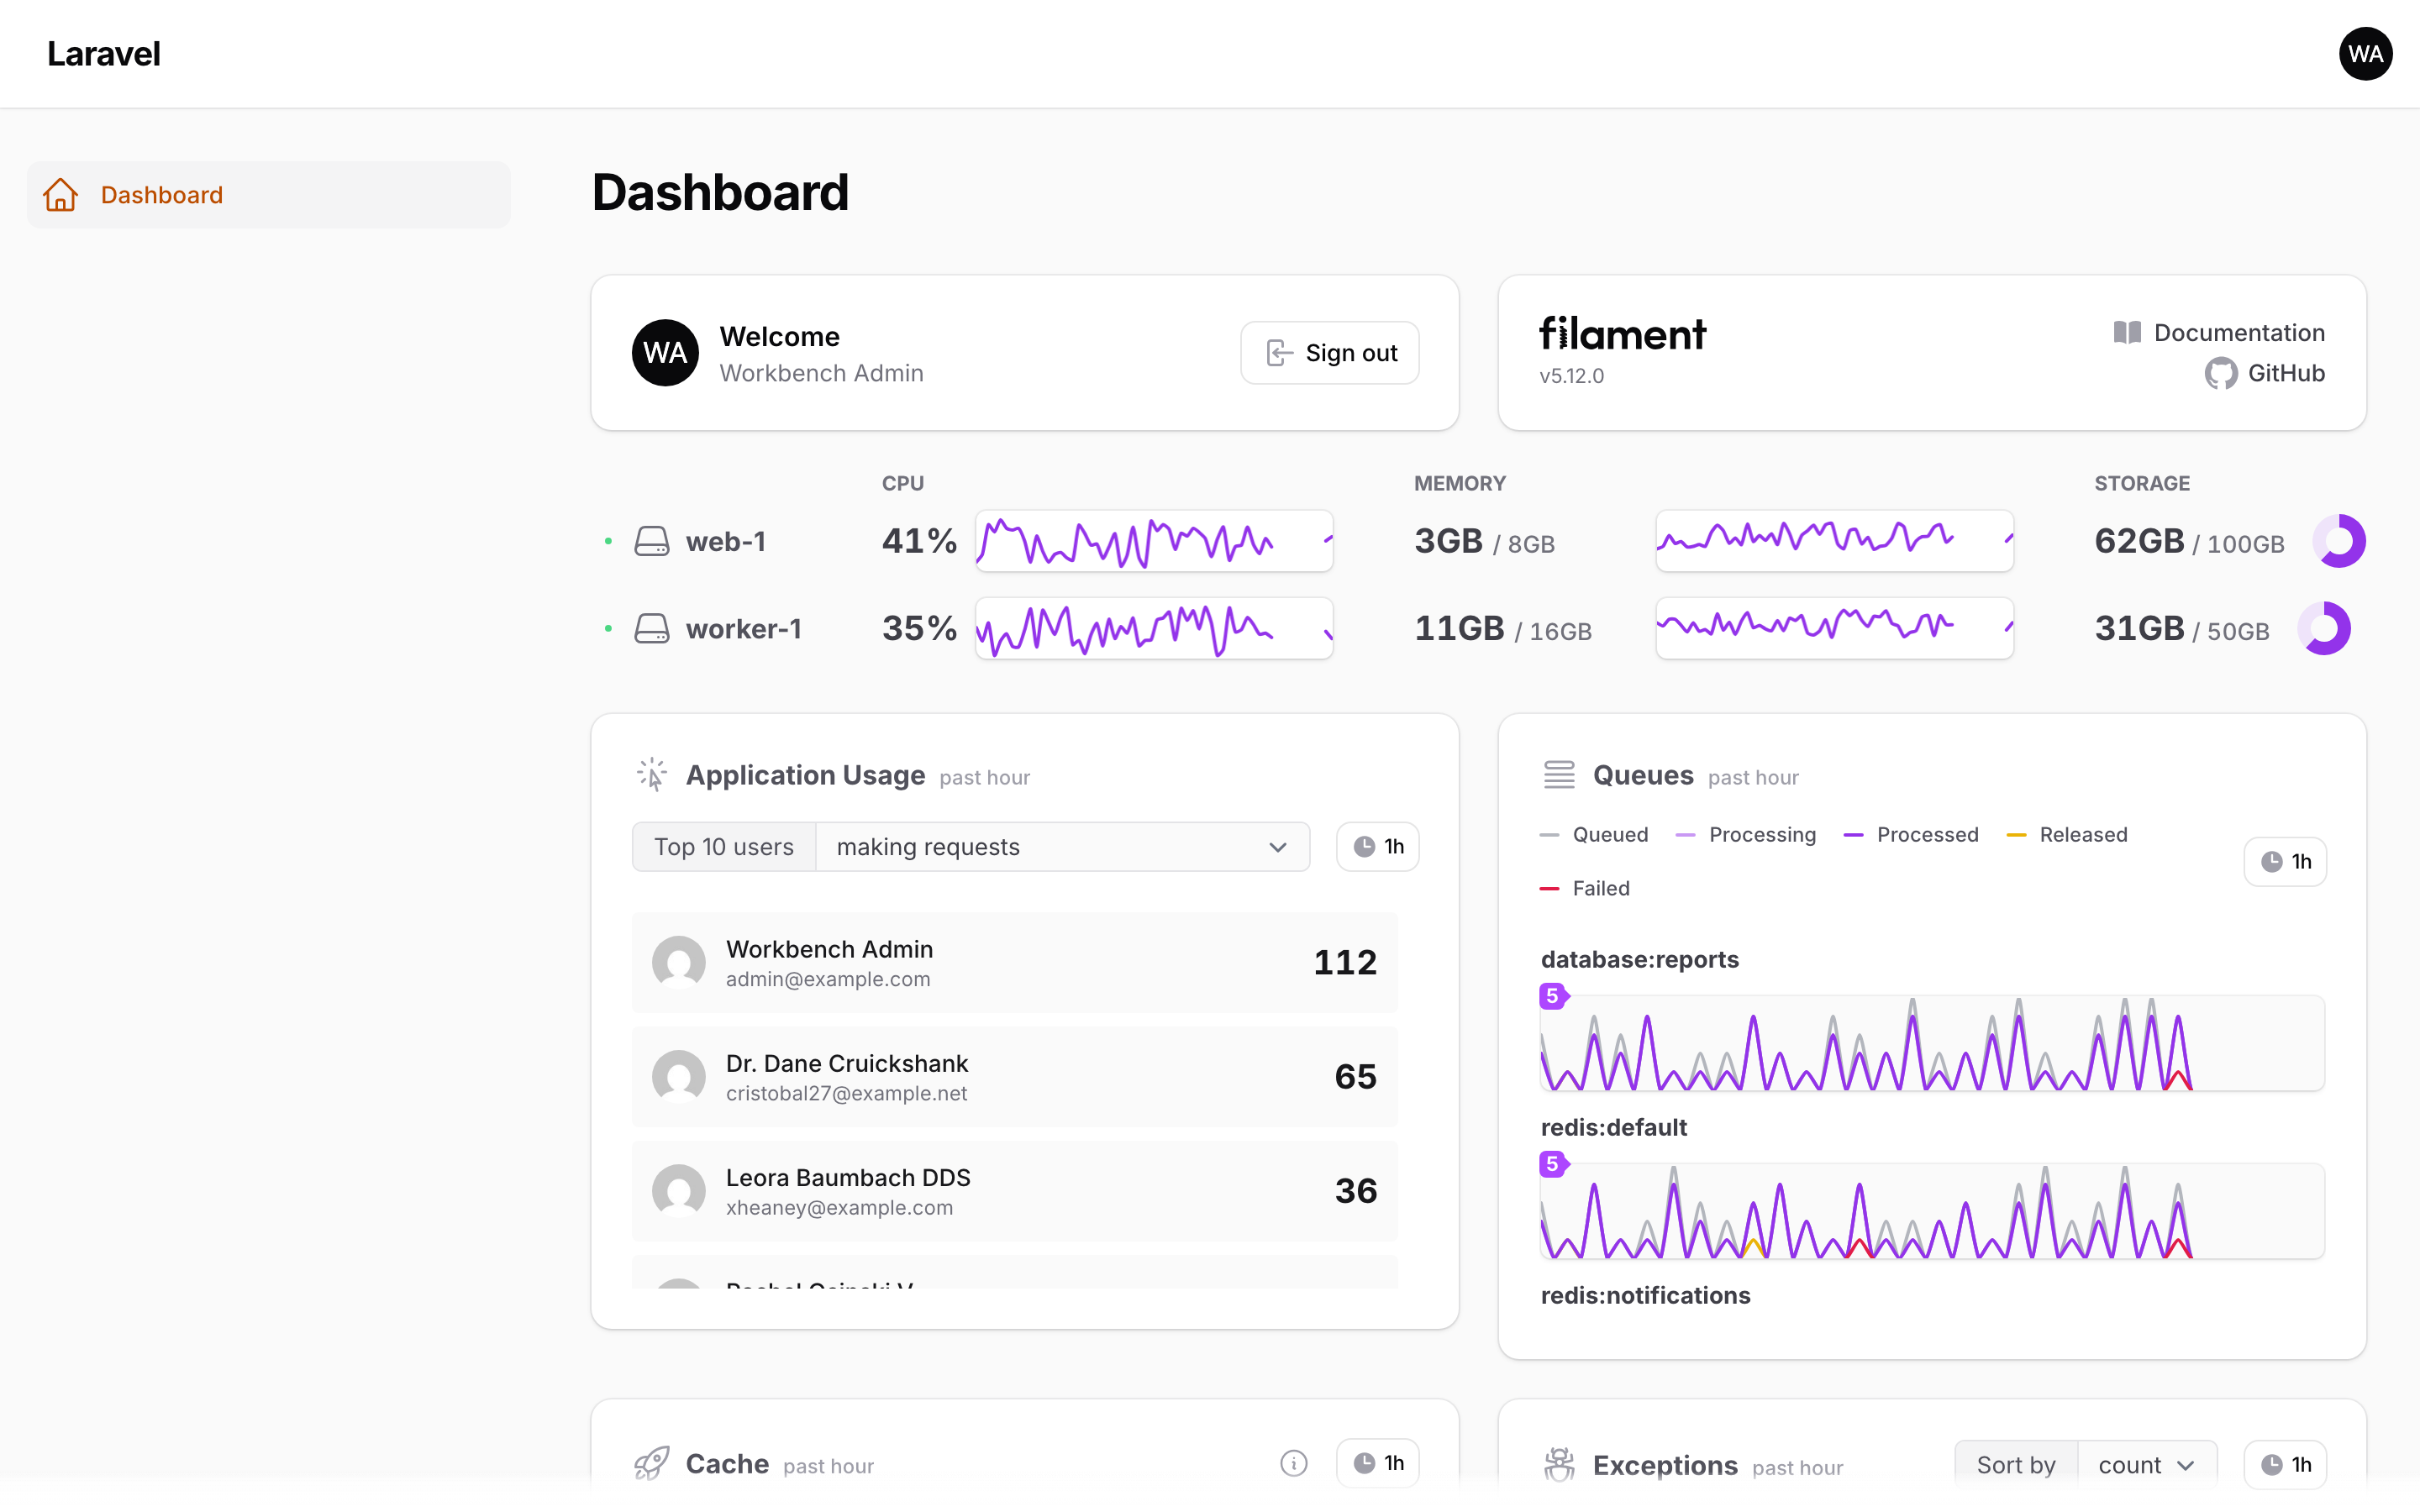 Laravel
WA
Dashboard
Dashboard
WA
Welcome
Workbench Admin
Sign out
filament
v5.12.0
Documentation
GitHub
CPU
MEMORY
STORAGE
web-1
41%
3GB / 8GB
62GB / 100GB
worker-1
35%
11GB / 16GB
31GB / 50GB
Application Usage past hour
Top 10 users
making requests
1h
Workbench Admin
admin@example.com
112
Dr. Dane Cruickshank
cristobal27@example.net
65
Leora Baumbach DDS
xheaney@example.com
36
Queues past hour
Queued
Processing
Processed
Released
Failed
1h
database:reports
5
redis:default
5
redis:notifications
Cache past hour
1h
Exceptions past hour
Sort by
count
1h